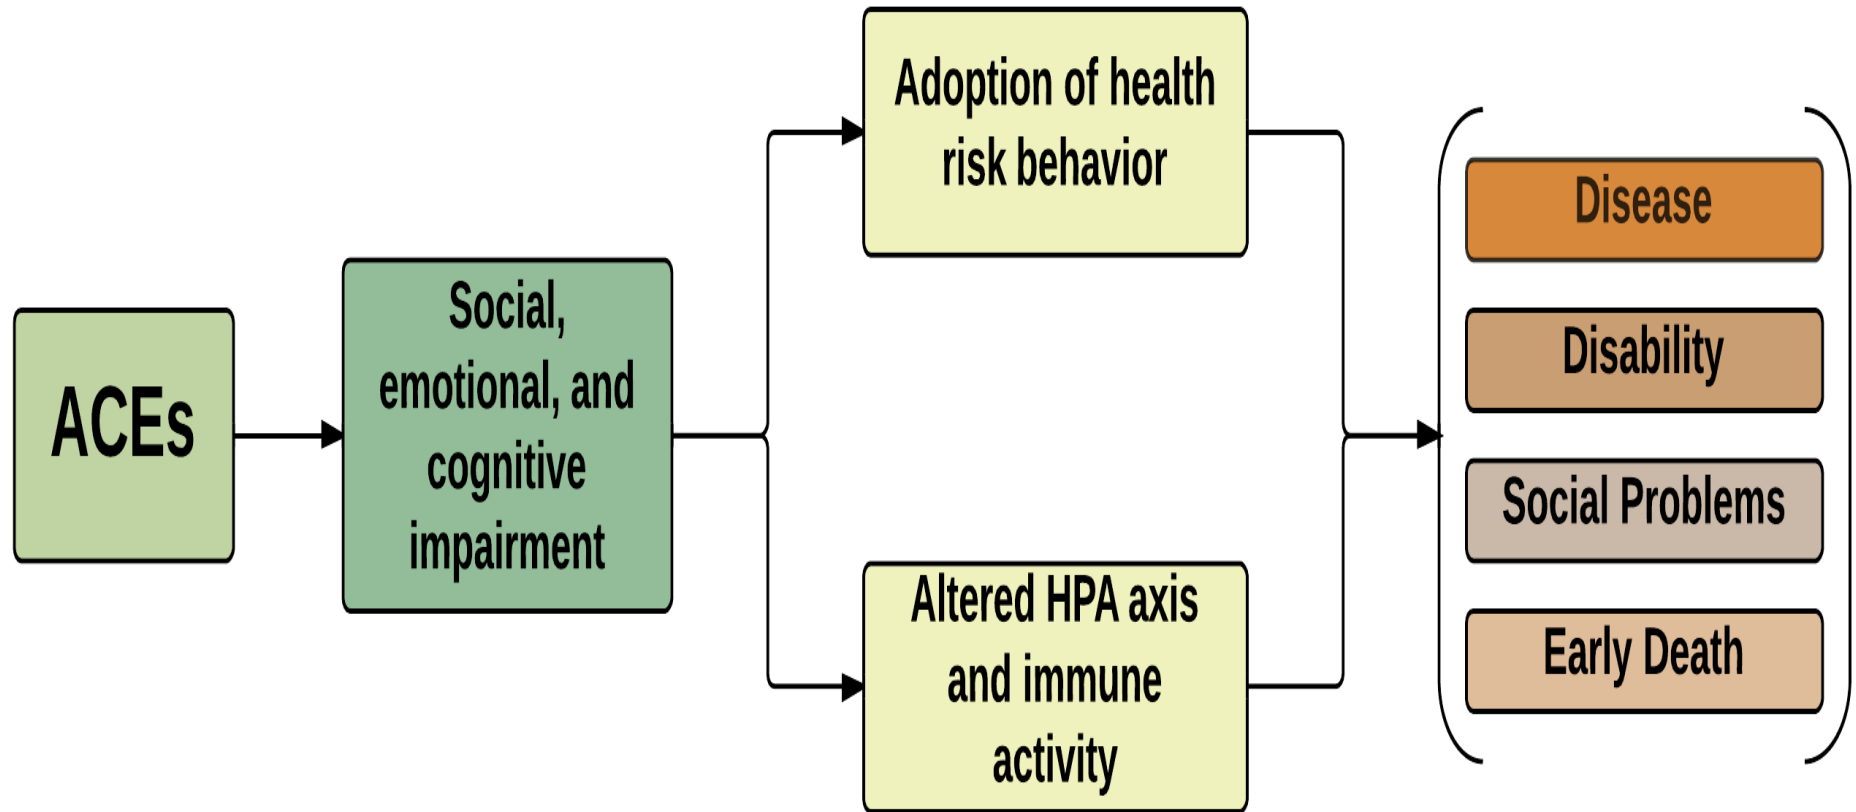 ACEs
Social,
emotional, and
cognitive
impairment
Adoption of health
risk behavior
Altered HPA axis
and immune
activity
Disease
Disability
Social Problems
Early Death